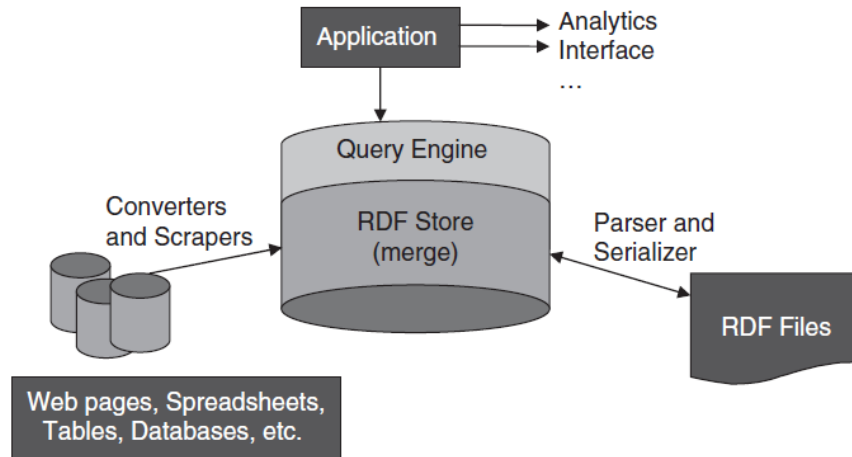 Application
Analytics
Interface
...
Query Engine
RDF Store
(merge)
Converters
and Scrapers
Parser and
Serializer
RDF Files
Web pages, Spreadsheets,
Tables, Databases, etc.